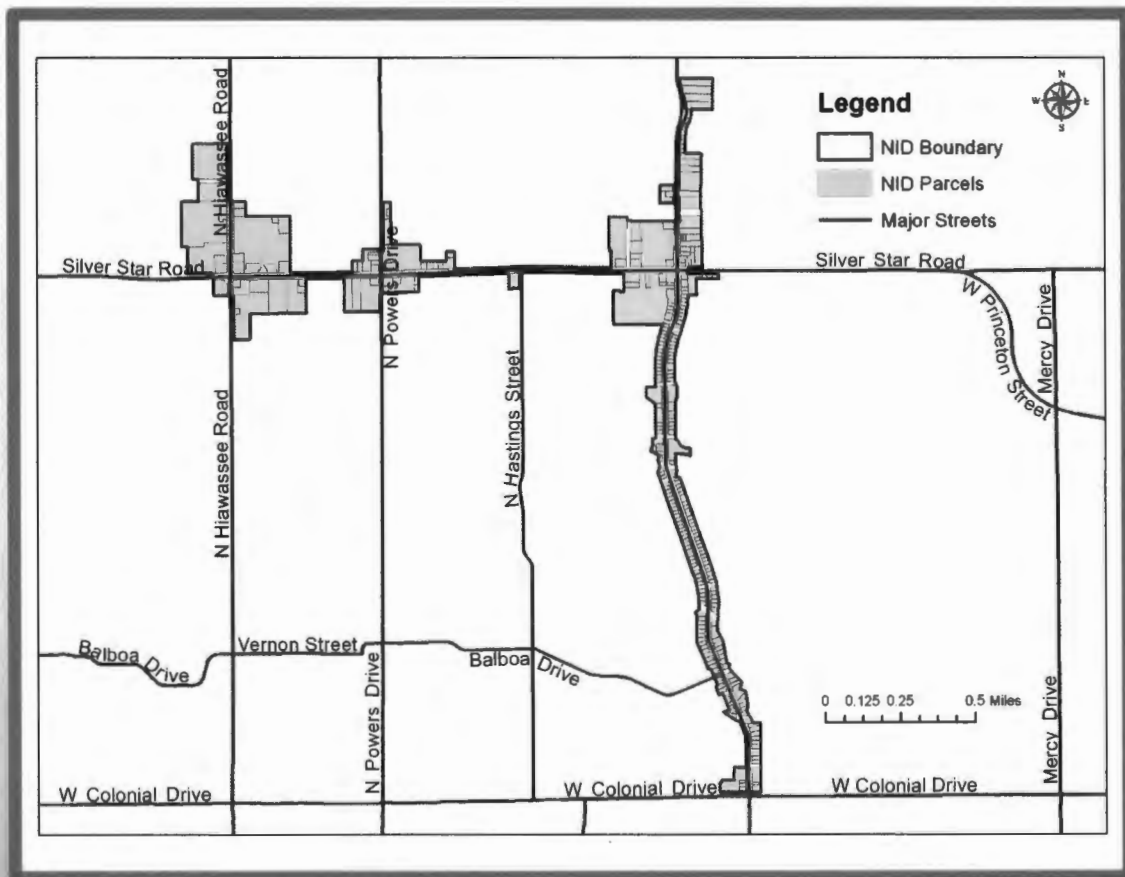 N Hiawassee Road
Legend
N
W E
S
NID Boundary
NID Parcels
Major Streets
Silver Star Road
Silver Star Road
N Powers Drive
W Princeton Street
Mercy Drive
N Hiawassee Road
N Hastings Street
Balboa Drive
Vernon Street
Balboa Drive
N Powers Drive
0 0.125 0.25 0.5 Miles
Mercy Drive
W Colonial Drive
W Colonial Drive
W Colonial Drive